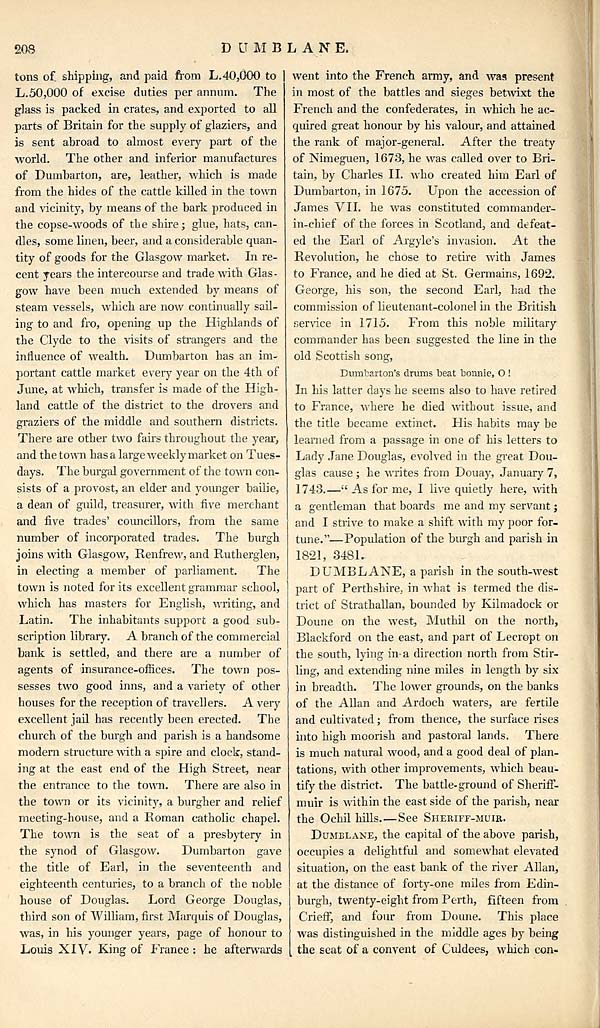 208
DUMBLANE.
tons of shipping, and paid from L.40,000 to
L.50,000 of excise duties per annum. The
glass is packed in crates, and exported to all
parts of Britain for the supply of glaziers, and
is sent abroad to almost every part of the
world. The other and inferior manufactures
of Dumbarton, are, leather, which is made
from the hides of the cattle killed in the town
and vicinity, by means of the bark produced in
the copse-woods of the shire; glue, hats, can-
dles, some linen, beer, and a considerable quan-
tity of goods for the Glasgow market. In re-
cent years the intercourse and trade with Glas-
gow have been much extended by means of
steam vessels, which are now continually sail-
ing to and fro, opening up the Highlands of
the Clyde to the visits of strangers and the
influence of wealth. Dumbarton has an im-
portant cattle market every year on the 4th of
June, at which, transfer is made of the High-
land cattle of the district to the drovers and
graziers of the middle and southern districts.
There are other two fairs throughout the year,
and the town has a large weekly market on Tues-
days. The burgal government of the town con-
sists of a provost, an elder and younger bailie,
a dean of guild, treasurer, with five merchant
and five trades' councillors, from the same
number of incorporated trades. The burgh
joins with Glasgow, Renfrew, and Rutherglen,
in electing a member of parliament. The
town is noted for its excellent grammar school,
which has masters for English, writing, and
Latin. The inhabitants support a good sub-
scription library. A branch of the commercial
bank is settled, and there are a number of
agents of insurance-offices. The town pos-
sesses two good inns, and a variety of other
houses for the reception of travellers. A very
excellent jail has recently been erected. The
church of the burgh and parish is a handsome
modern structure with a spire and clock, stand-
ing at the east end of the High Street, near
the entrance to the town. There are also in
the town or its vicinity, a burgher and relief
meeting-house, and a Roman catholic chapel.
The town is the seat of a presbytery in
the synod of Glasgow. Dumbarton gave
the title of Earl, in the seventeenth and
eighteenth centuries, to a branch of the noble
house of Douglas. Lord George Douglas,
third son of William, first Marquis of Douglas,
was, in his younger years, page of honour to
Louis XIV. King of France: he afterwards
went into the French army, and was present
in most of the battles and sieges betwixt the
French and the confederates, in which he ac-
quired great honour by his valour, and attained
the rank of major-general. After the treaty
of Nimeguen, 1673, he was called over to Bri-
tain, by Charles II. who created him Earl of
Dumbarton, in 1675. Upon the accession of
James VII. he was constituted commander-
in-chief of the forces in Scotland, and defeat-
ed the Earl of Argyle's invasion. At the
Revolution, he chose to retire with James
to France, and he died at St. Germains, 1692.
George, his son, the second Earl, had the
commission of lieutenant-colonel in the British
service in 1715. From this noble military
commander has been suggested the line in the
old Scottish song,
Dumbarton's drums beat bonnie, O!
In his latter days he seems also to have retired
to France, where he died without issue, and
the title became extinct. His habits may be
learned from a passage in one of his letters to
Lady Jane Douglas, evolved in the great Dou-
glas cause; he writes from Douay, January 7,
1743.—“ As for me, I live quietly here, with
a gentleman that boards me and my servant;
and I strive to make a shift with my poor for-
tune.”—Population of the burgh and parish in
1821, 3481.
DUMBLANE, a parish in the south-west
part of Perthshire, in what is termed the dis-
trict of Strathallan, bounded by Kilmadock or
Doune on the west, Muthil on the north,
Blackford on the east, and part of Lecropt on
the south, lying in a direction north from Stir-
ling, and extending nine miles in length by six
in breadth. The lower grounds, on the banks
of the Allan and Ardoch waters, are fertile
and cultivated; from thence, the surface rises
into high moorish and pastoral lands. There
is much natural wood, and a good deal of plan-
tations, with other improvements, which beau-
tify the district. The battle-ground of Sheriff-
muir is within the east side of the parish, near
the Ochil hills.—See SHERIFF-MUIR.
DUMBLANE, the capital of the above parish,
occupies a delightful and somewhat elevated
situation, on the east bank of the river Allan,
at the distance of forty-one miles from Edin-
burgh, twenty-eight from Perth, fifteen from
Crieff, and four from Doune. This place
was distinguished in the middle ages by being
the seat of a convent of Culdees, which con-